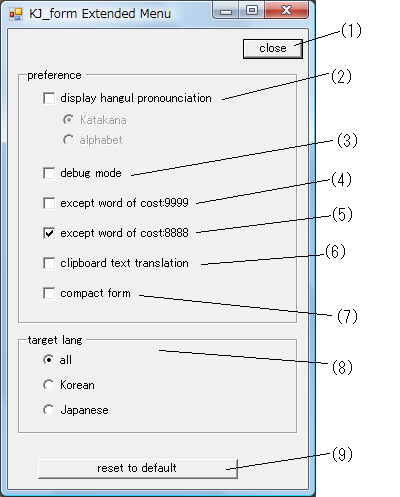 KJ_form Extended Menu
(1)
close
preference
(2)
display hangul pronounciation
Katakana
alphabet
(3)
debug mode
(4)
except word of cost:9999
(5)
except word of cost:8888
(6)
clipboard text translation
compact form
(7)
target lang
all
(8)
Korean
Japanese
(9)
reset to default